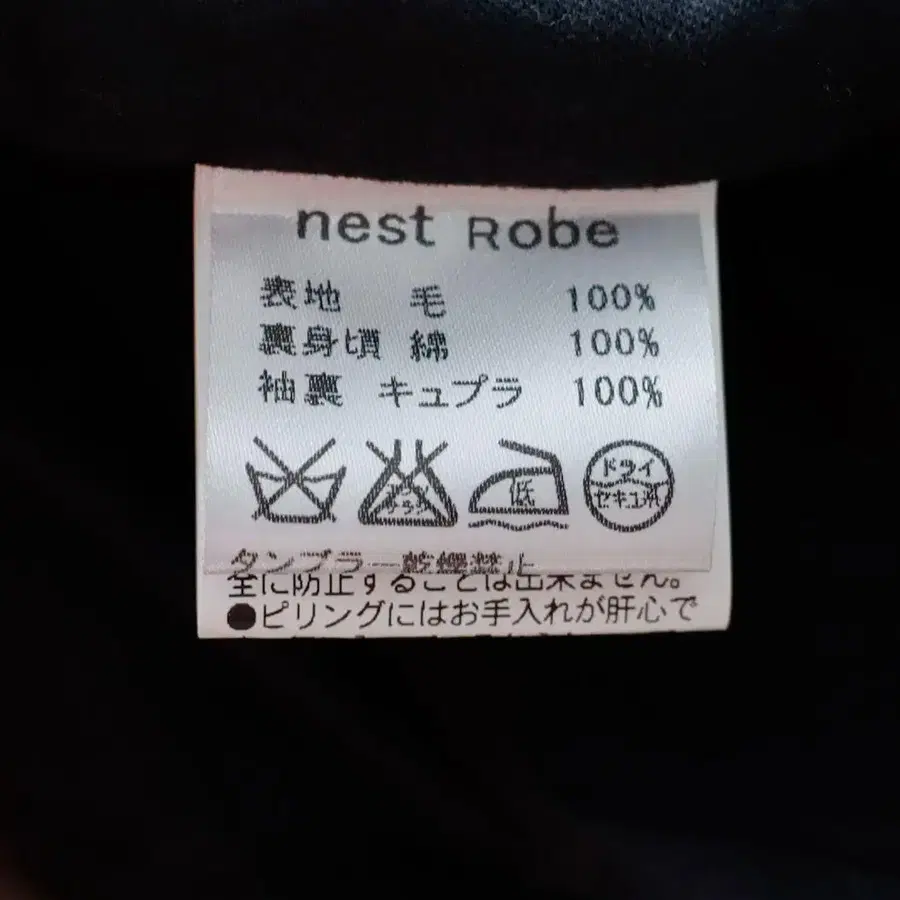 nest Robe
表地 毛 100%
裏身頃 綿 100%
袖裏 キュプラ 100%
低
ドライ
セキユ系
タンブラー乾燥禁止
全に防止することは出来ません。
●ピリングにはお手入れが肝心で